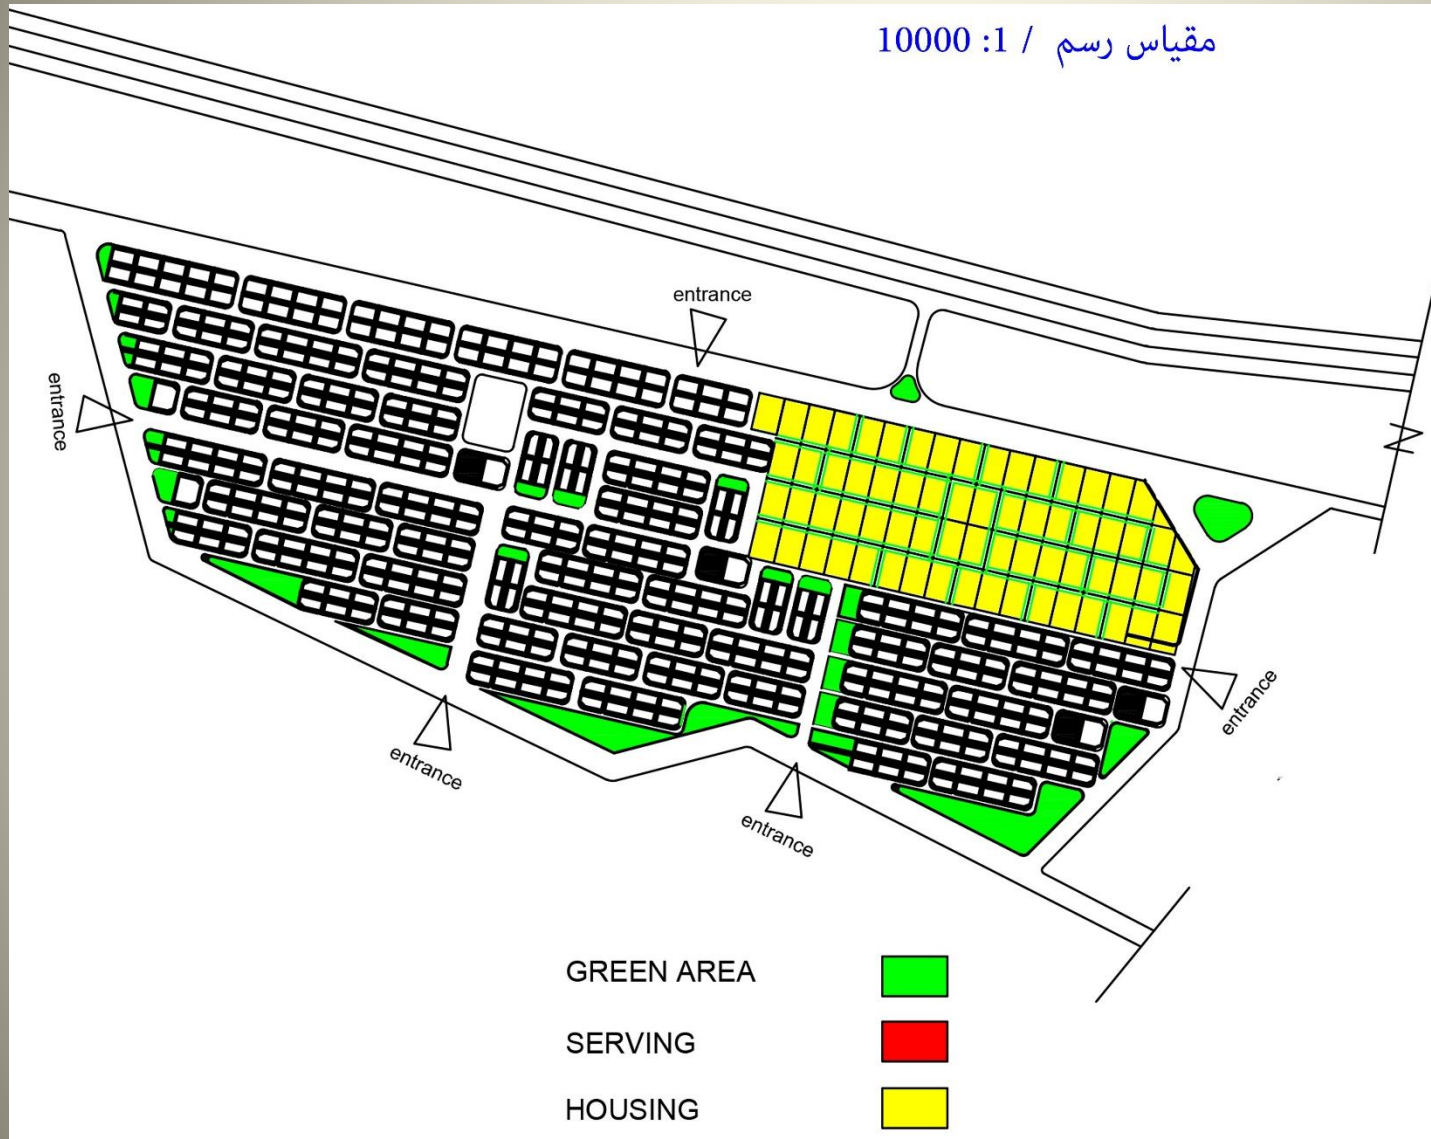 مقياس رسم / 1: 10000
entrance
entrance
entrance
entrance
entrance
GREEN AREA
SERVING
HOUSING